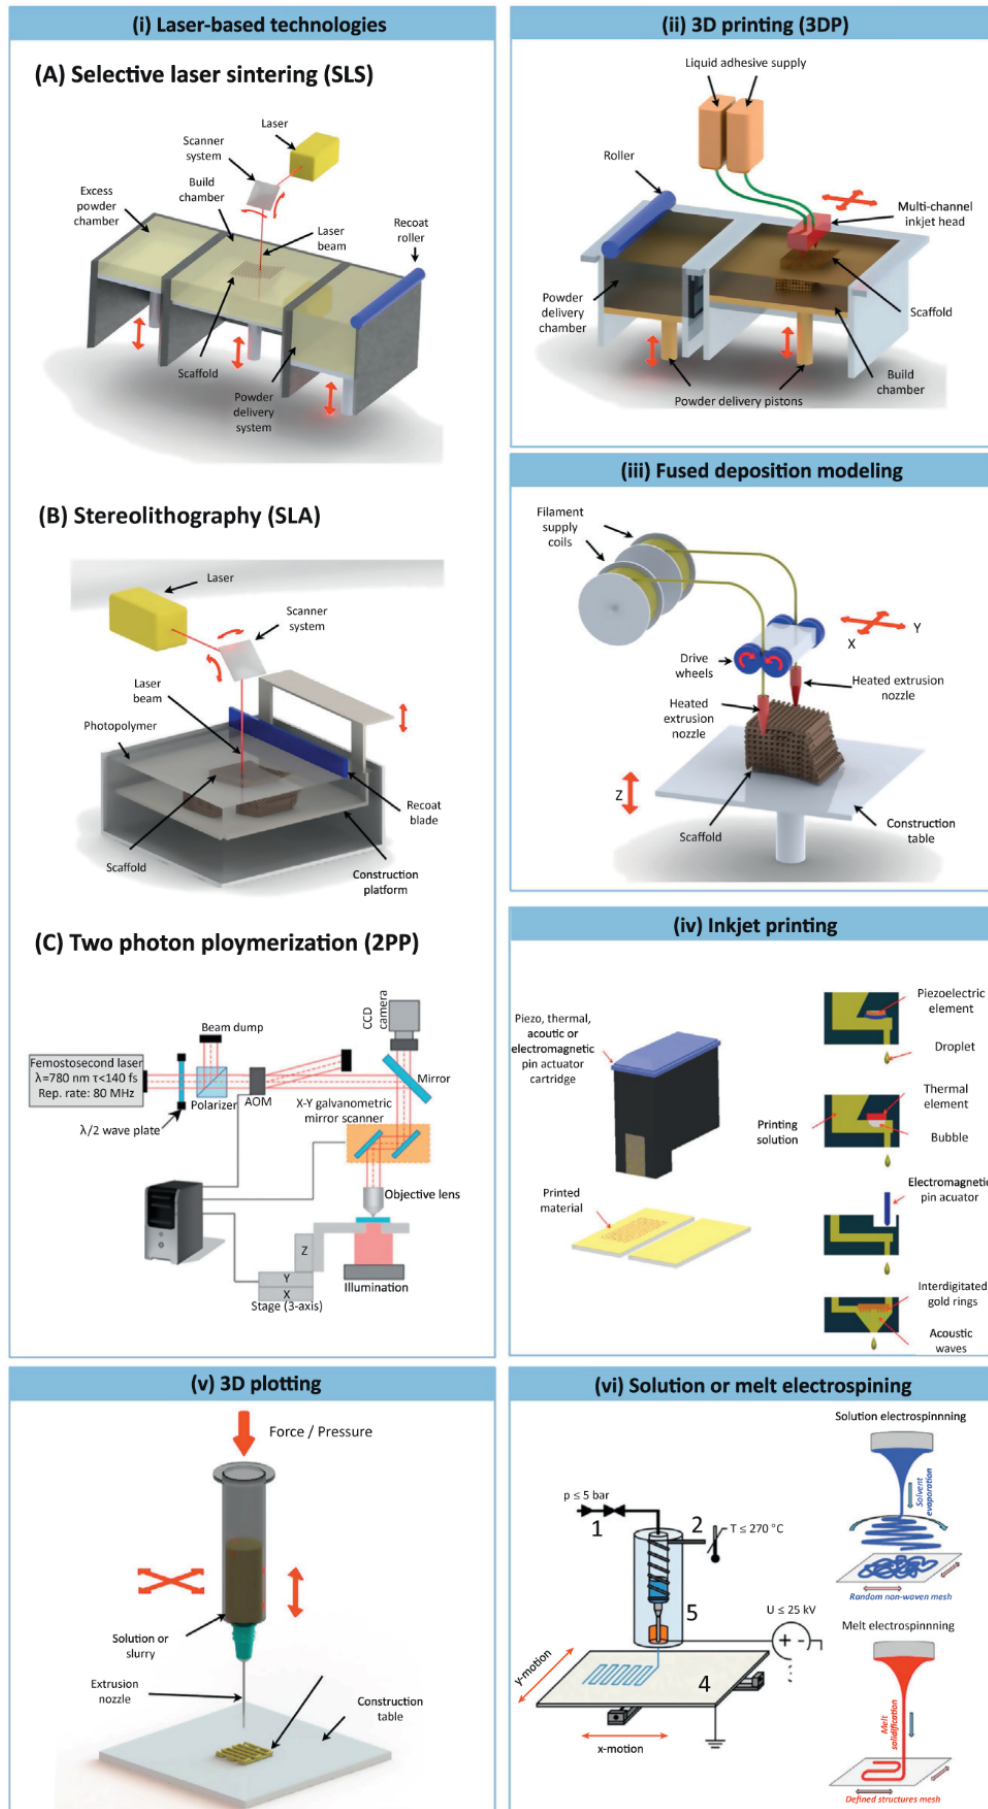 (i) Laser-based technologies
(A) Selective laser sintering (SLS)
Laser
Scanner
system
Build
chamber
Excess
powder
chamber
Recoat
roller
Laser
beam
Scaffold
Powder
delivery
system
(B) Stereolithography (SLA)
Laser
Scanner
system
Laser
beam
Photopolymer
Recoat
blade
Scaffold
Construction
platform
(C) Two photon ploymerization (2PP)
CCD
camera
Beam dump
Femostosecond laser
λ=780 nm τ<140 fs
Rep. rate: 80 MHz
Polarizer
AOM
Mirror
λ/2 wave plate
X-Y galvanometric
mirror scanner
Objective lens
Z
Y
X
Illumination
Stage (3-axis)
(ii) 3D printing (3DP)
Liquid adhesive supply
Roller
Multi-channel
inkjet head
Powder
delivery
chamber
Scaffold
Build
chamber
Powder delivery pistons
(iii) Fused deposition modeling
Filament
supply
coils
Y
X
Drive
wheels
Heated extrusion
nozzle
Heated
extrusion
nozzle
Z
Scaffold
Construction
table
(iv) Inkjet printing
Piezo, thermal,
acoutic or
electromagnetic
pin actuator
cartridge
Piezoelectric
element
Droplet
Thermal
element
Printing
solution
Bubble
Electromagnetic
pin acuator
Printed
material
Interdigitated
gold rings
Acoustic
waves
(v) 3D plotting
Force / Pressure
Solution or
slurry
Extrusion
nozzle
Construction
table
(vi) Solution or melt electrospining
Solution electrospinnning
p ≤ 5 bar
1
2
T ≤ 270 °C
Solvent
evaporation
5
U ≤ 25 kV
+ -
Random non-woven mesh
y-motion
4
x-motion
Melt electrospinnning
Melt
solidification
Defined structures mesh